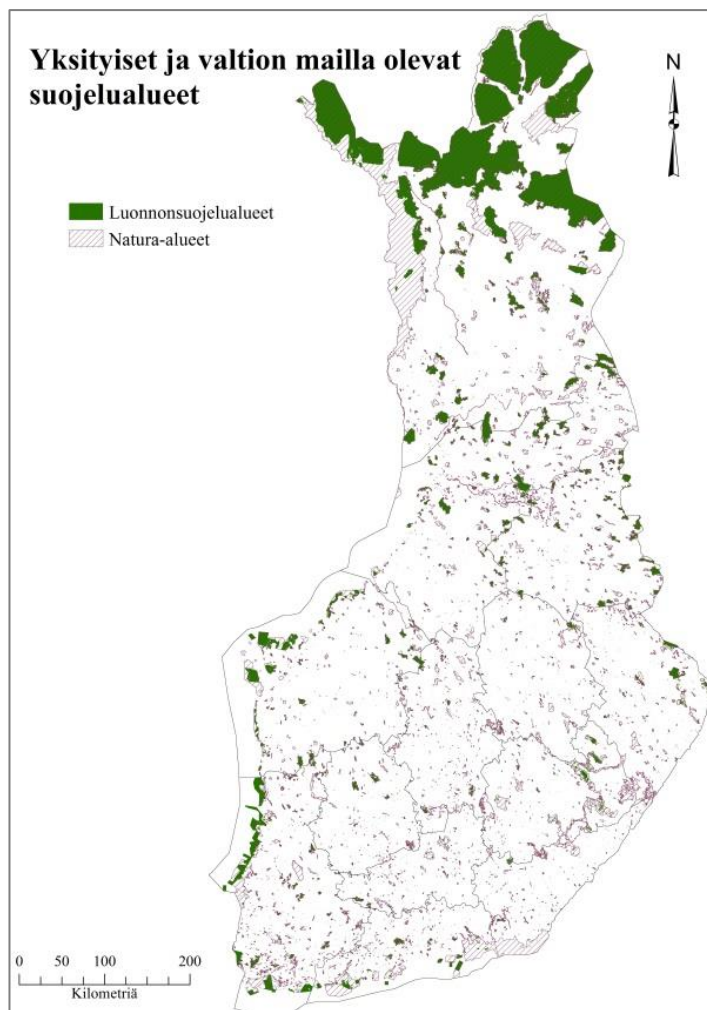 Yksityiset ja valtion mailla olevat
suojelualueet
N
Luonnonsuojelualueet
Natura-alueet
0 50 100 200
Kilometriä